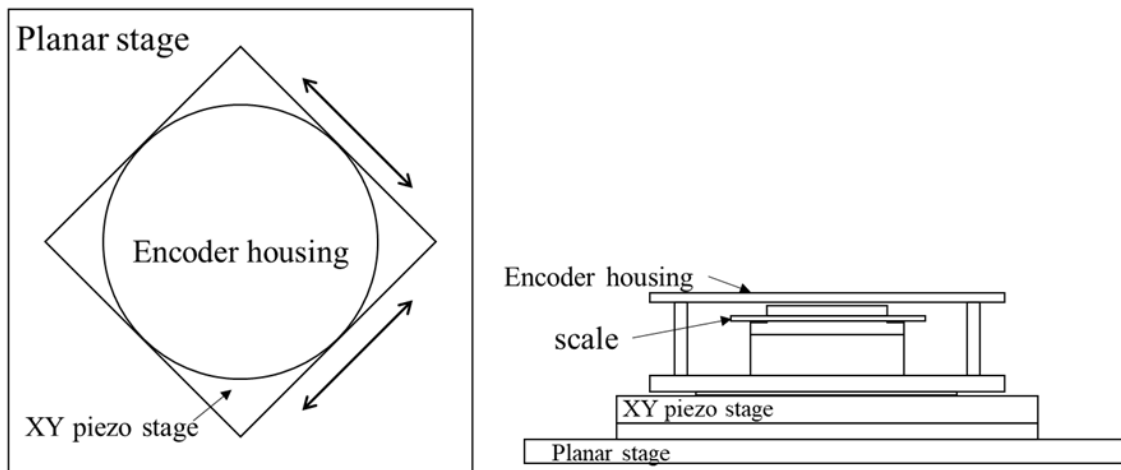 Planar stage
Encoder housing
XY piezo stage
Encoder housing
scale
XY piezo stage
Planar stage